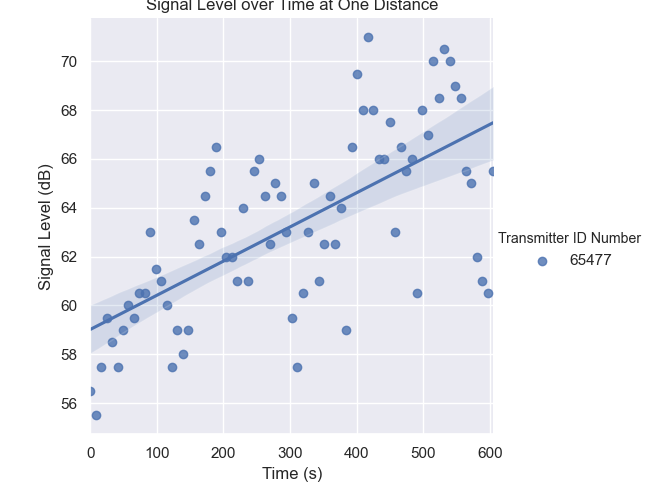 Signal Level over Time at One Distance
Signal Level (dB)
70
68
66
64
62
60
58
56
0 100 200 300 400 500 600
Time (s)
Transmitter ID Number
65477